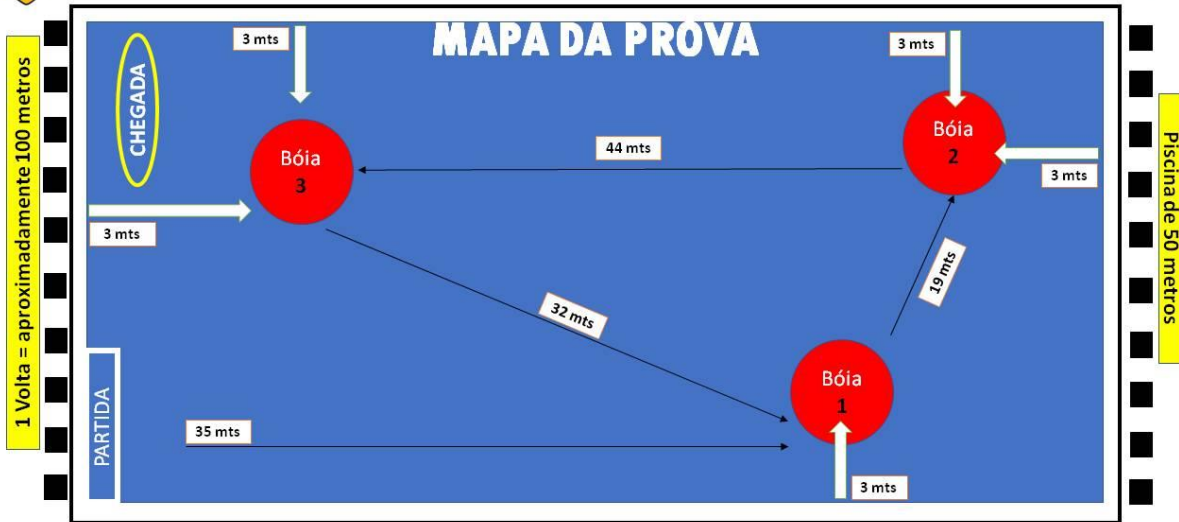 MAPA DA PROVA
1 Volta = aproximadamente 100 metros
CHEGADA
3 mts
3 mts
Bóia
3
44 mts
Bóia
2
3 mts
3 mts
Piscina de 50 metros
19 mts
32 mts
Bóia
1
PARTIDA
35 mts
3 mts